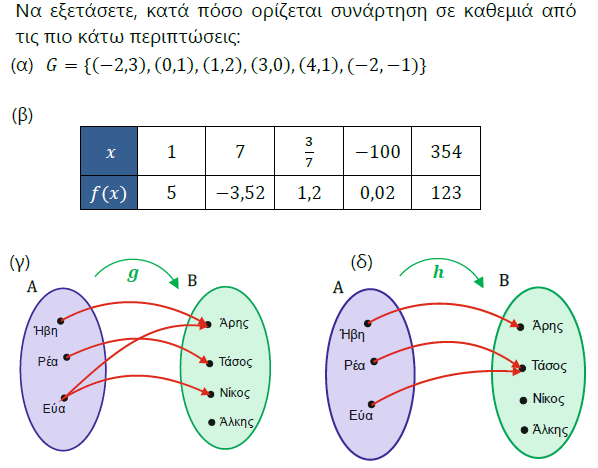 Να εξετάσετε, κατά πόσο ορίζεται συνάρτηση σε καθεμιά από
τις πιο κάτω περιπτώσεις:
(α) G = {(−2,3), (0,1), (1,2), (3,0), (4,1), (−2, −1)}
(β)
x 1 7 3/7 −100 354
f(x) 5 −3,52 1,2 0,02 123
(γ) g
A B
Ήβη Ρέα Εύα
Άρης Τάσος Νίκος Άλκης
(δ) h
A B
Ήβη Ρέα Εύα
Άρης Τάσος Νίκος Άλκης